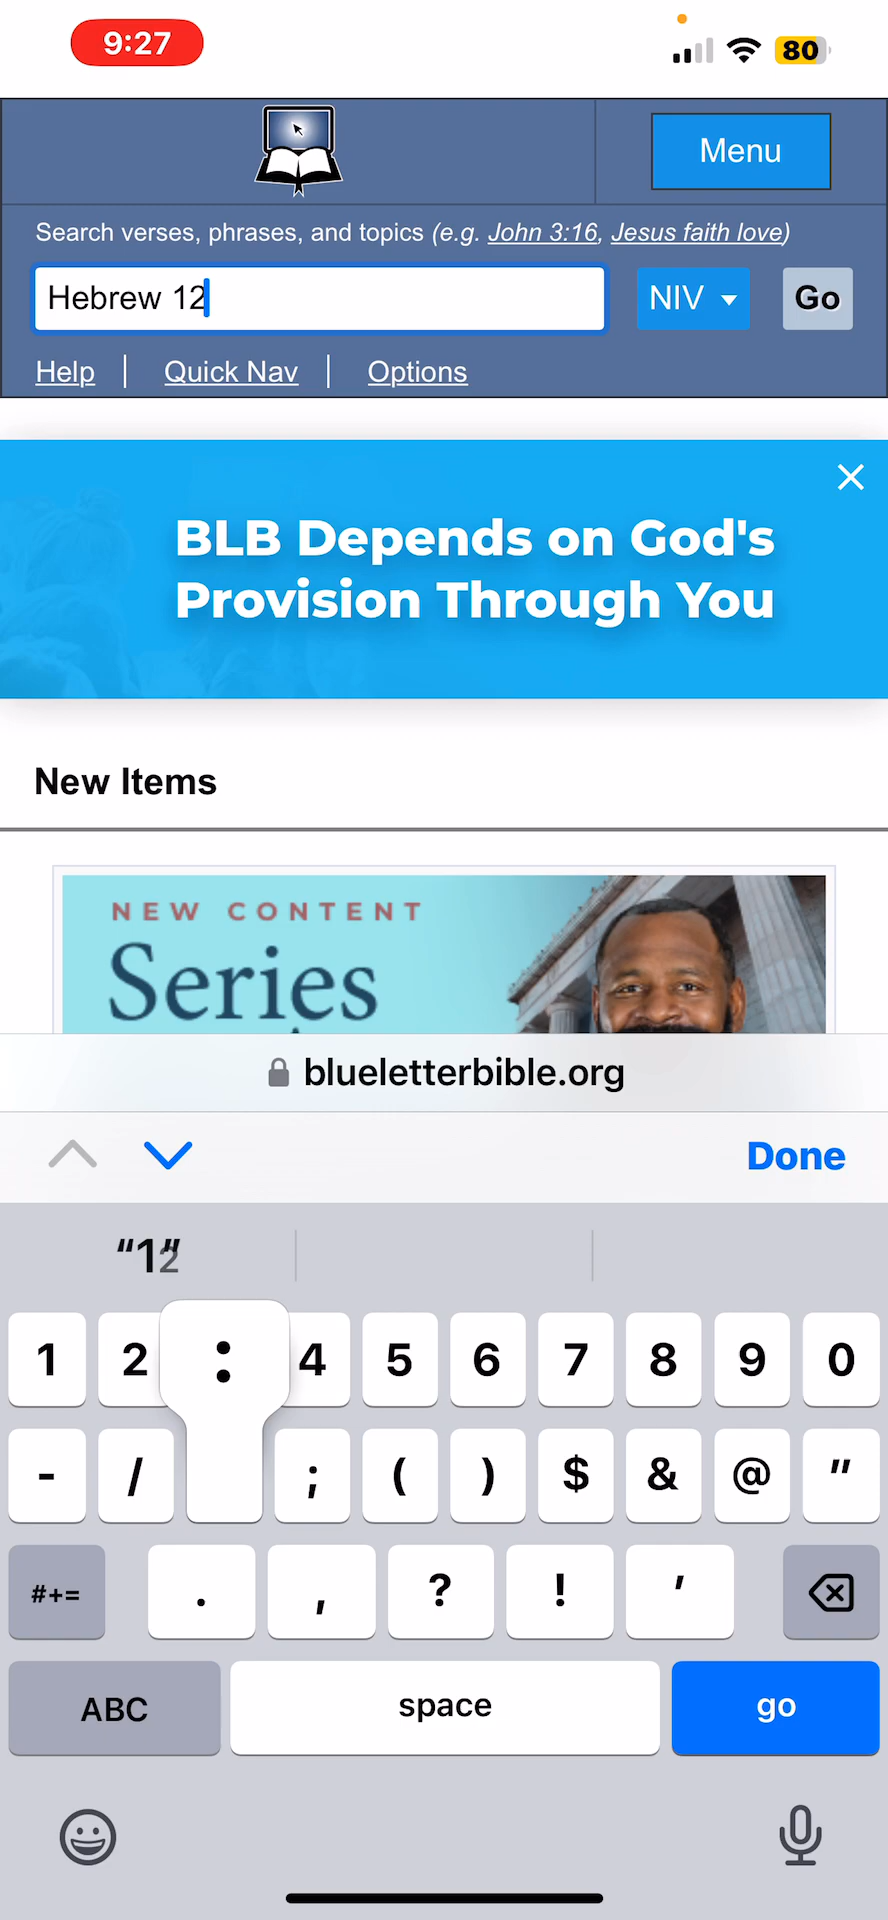 9:27
80
Menu
Search verses, phrases, and topics (e.g. John 3:16, Jesus faith love)
Hebrew 12
NIV
Go
Help | Quick Nav | Options
BLB Depends on God's
Provision Through You
New Items
NEW CONTENT
Series
blueletterbible.org
Done
“12”
1 2 : 4 5 6 7 8 9 0
- / ; ( ) $ & @ "
#+= . , ? ! '
ABC space go